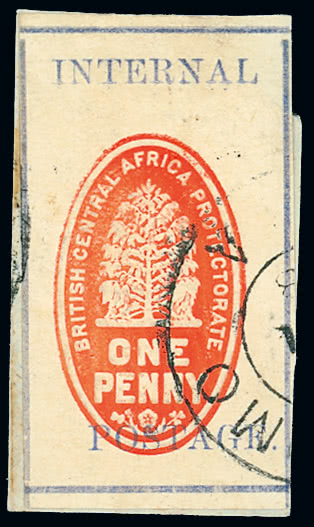 INTERNAL
BRITISH CENTRAL AFRICA PROTECTORATE
ONE
PENNY
POSTAGE.